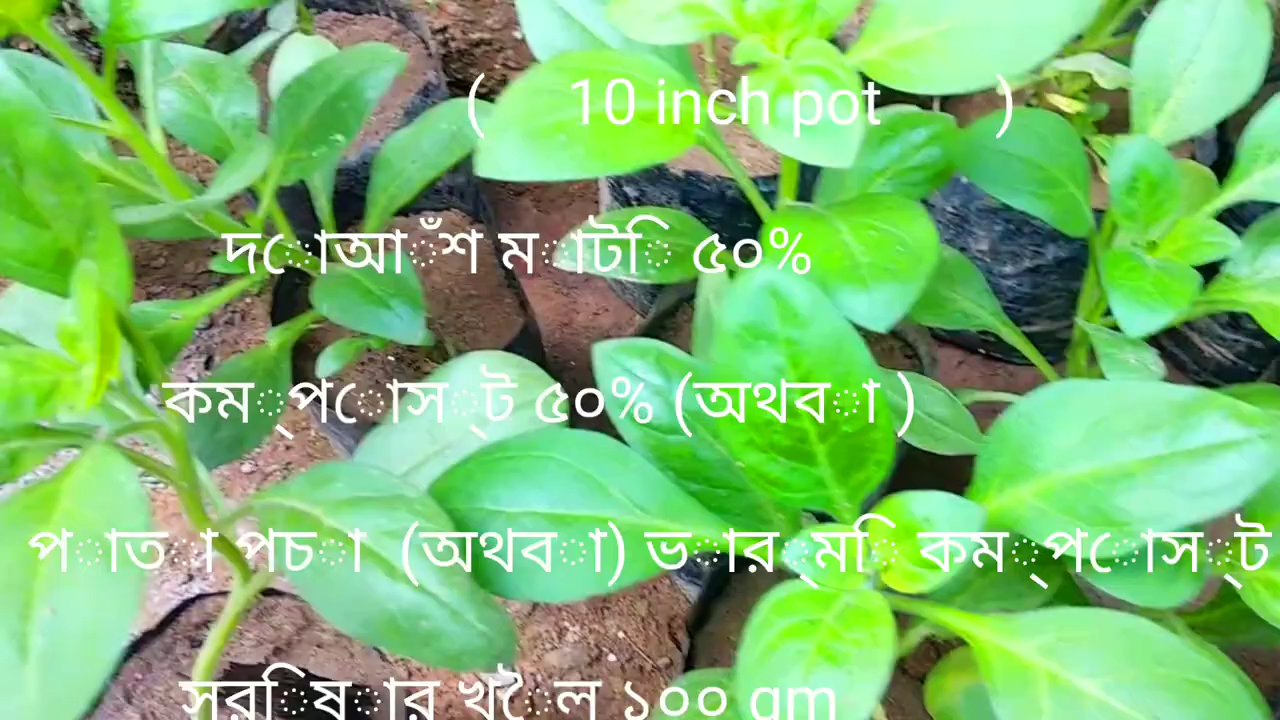 ( 10 inch pot )
দোআঁশ মাটি ৫০%
কম্পোস্ট ৫০% (অথবা )
পাতা পচা (অথবা) ভার্মি কম্পোস্ট
সরিষার খৈল ১০০ gm